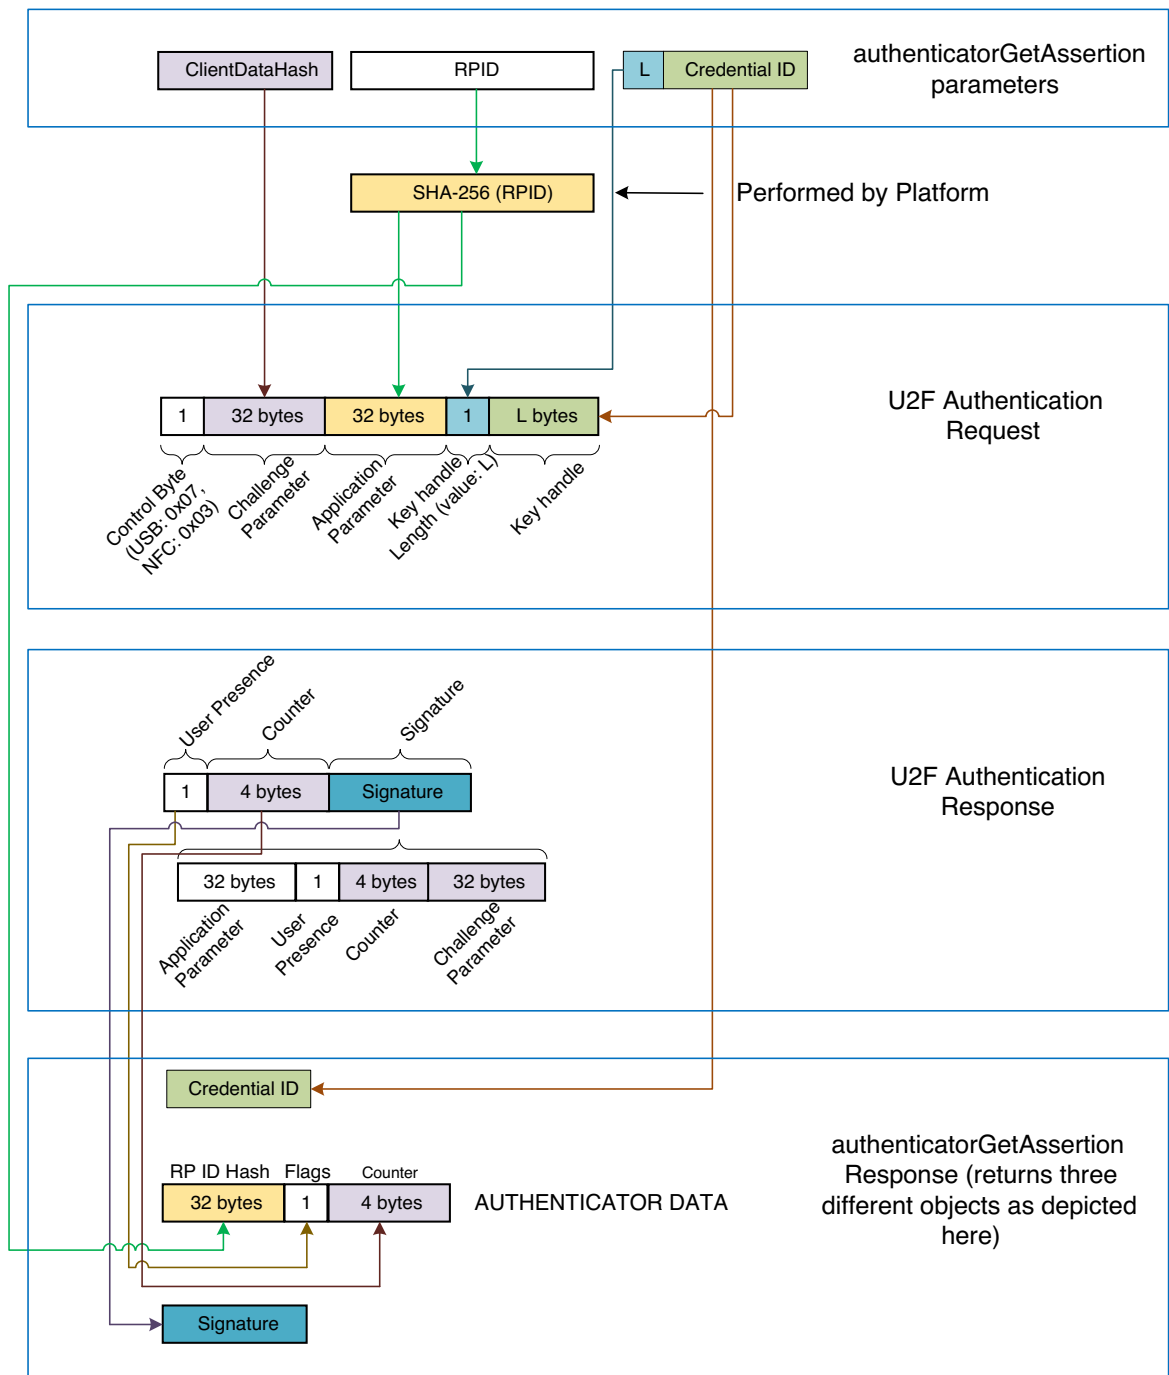 authenticatorGetAssertion
parameters
ClientDataHash
RPID
L
Credential ID
SHA-256 (RPID)
Performed by Platform
U2F Authentication
Request
1
32 bytes
32 bytes
1
L bytes
Control Byte
(USB: 0x07,
NFC: 0x03)
Challenge
Parameter
Application
Parameter
Key handle
Length (value: L)
Key handle
User Presence
Counter
Signature
U2F Authentication
Response
1
4 bytes
Signature
32 bytes
1
4 bytes
32 bytes
Application
Parameter
User
Presence
Counter
Challenge
Parameter
Credential ID
authenticatorGetAssertion
Response (returns three
different objects as depicted
here)
RP ID Hash
Flags
Counter
32 bytes
1
4 bytes
AUTHENTICATOR DATA
Signature